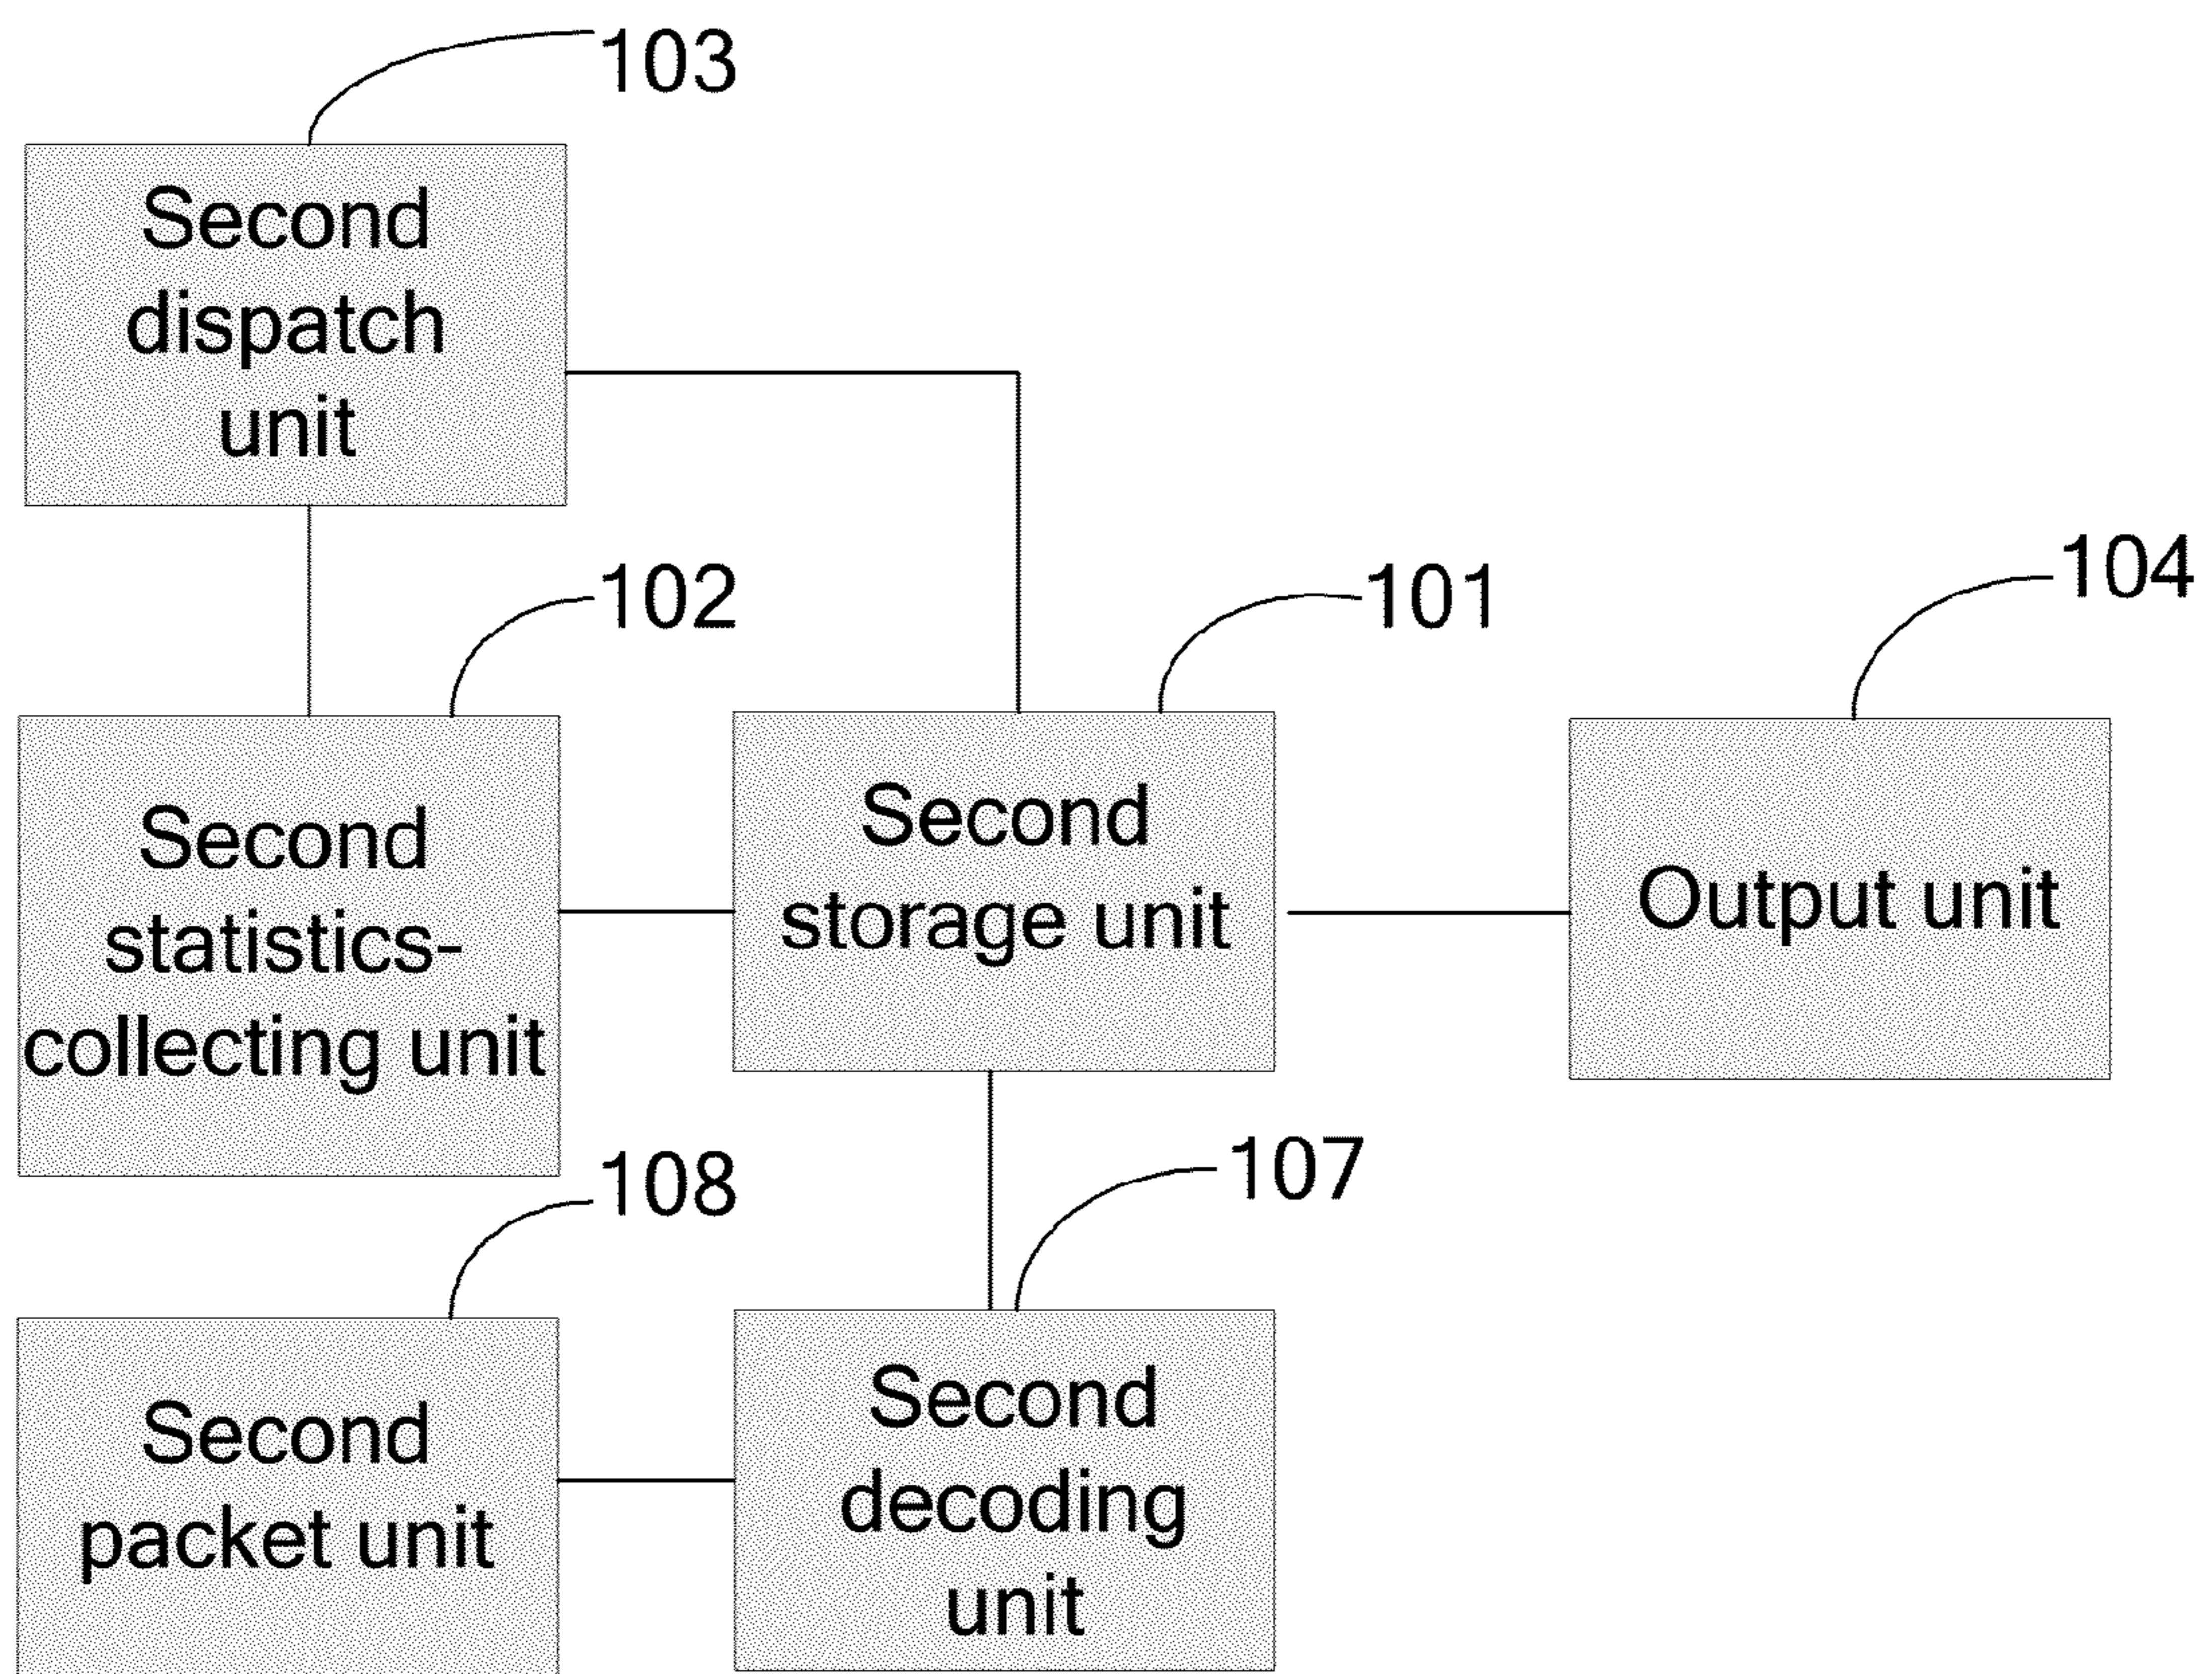 103
Second
dispatch
unit
102
101
104
Second
statistics-
collecting unit
Second
storage unit
Output unit
108
107
Second
packet unit
Second
decoding
unit